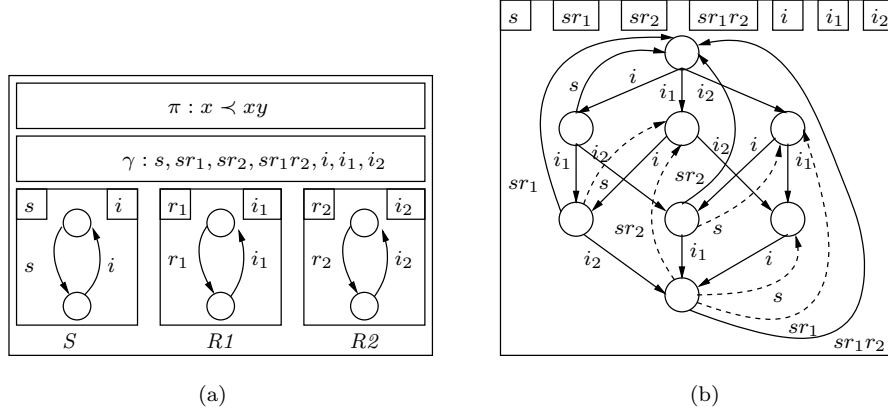 π : x ≺ xy
γ : s, sr₁, sr₂, sr₁r₂, i, i₁, i₂
s i r₁ i₁ r₂ i₂
s i r₁ i₁ r₂ i₂
S R1 R2
(a)
s sr₁ sr₂ sr₁r₂ i i₁ i₂
s i i₁ i₂
i₁ i₂ s i i₂ i i₁
sr₁ sr₂
sr₂ s
i₂ i₁ i
s
sr₁
sr₁r₂
(b)